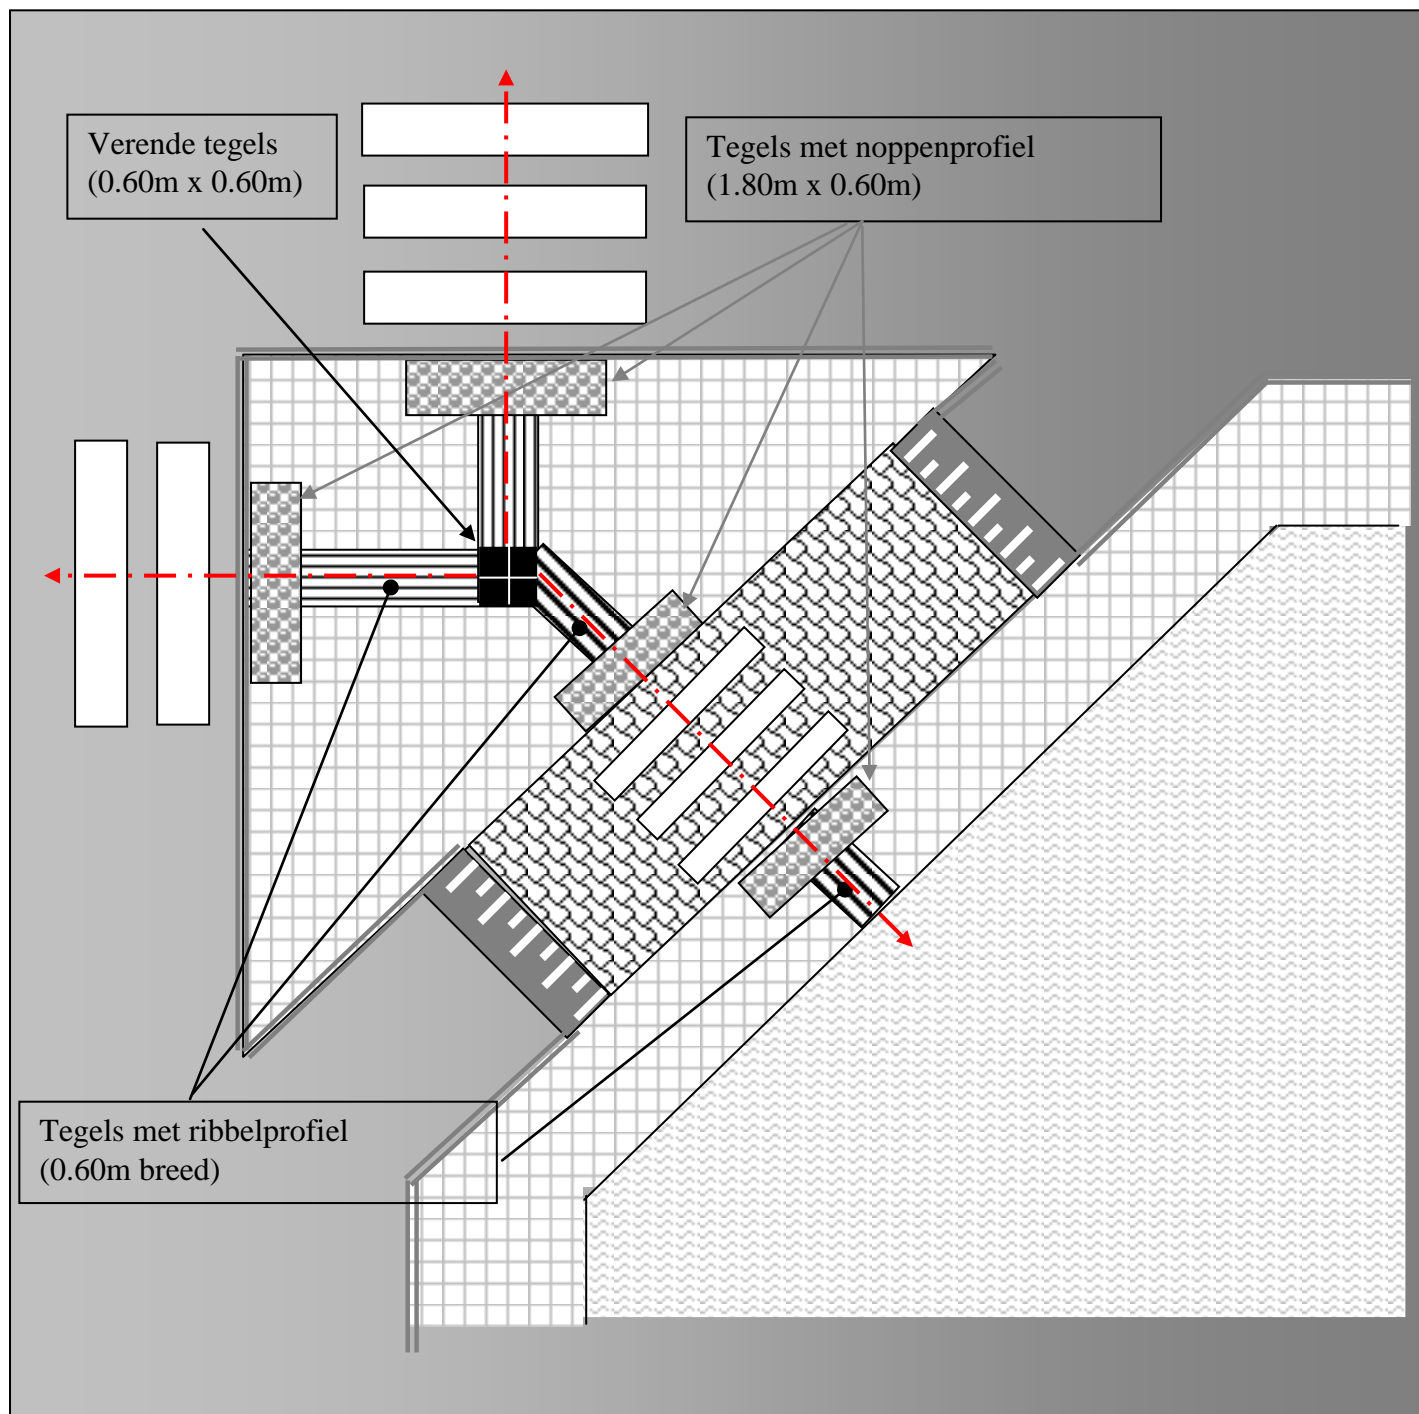 Verende tegels
(0.60m x 0.60m)
Tegels met noppenprofiel
(1.80m x 0.60m)
Tegels met ribbelprofiel
(0.60m breed)